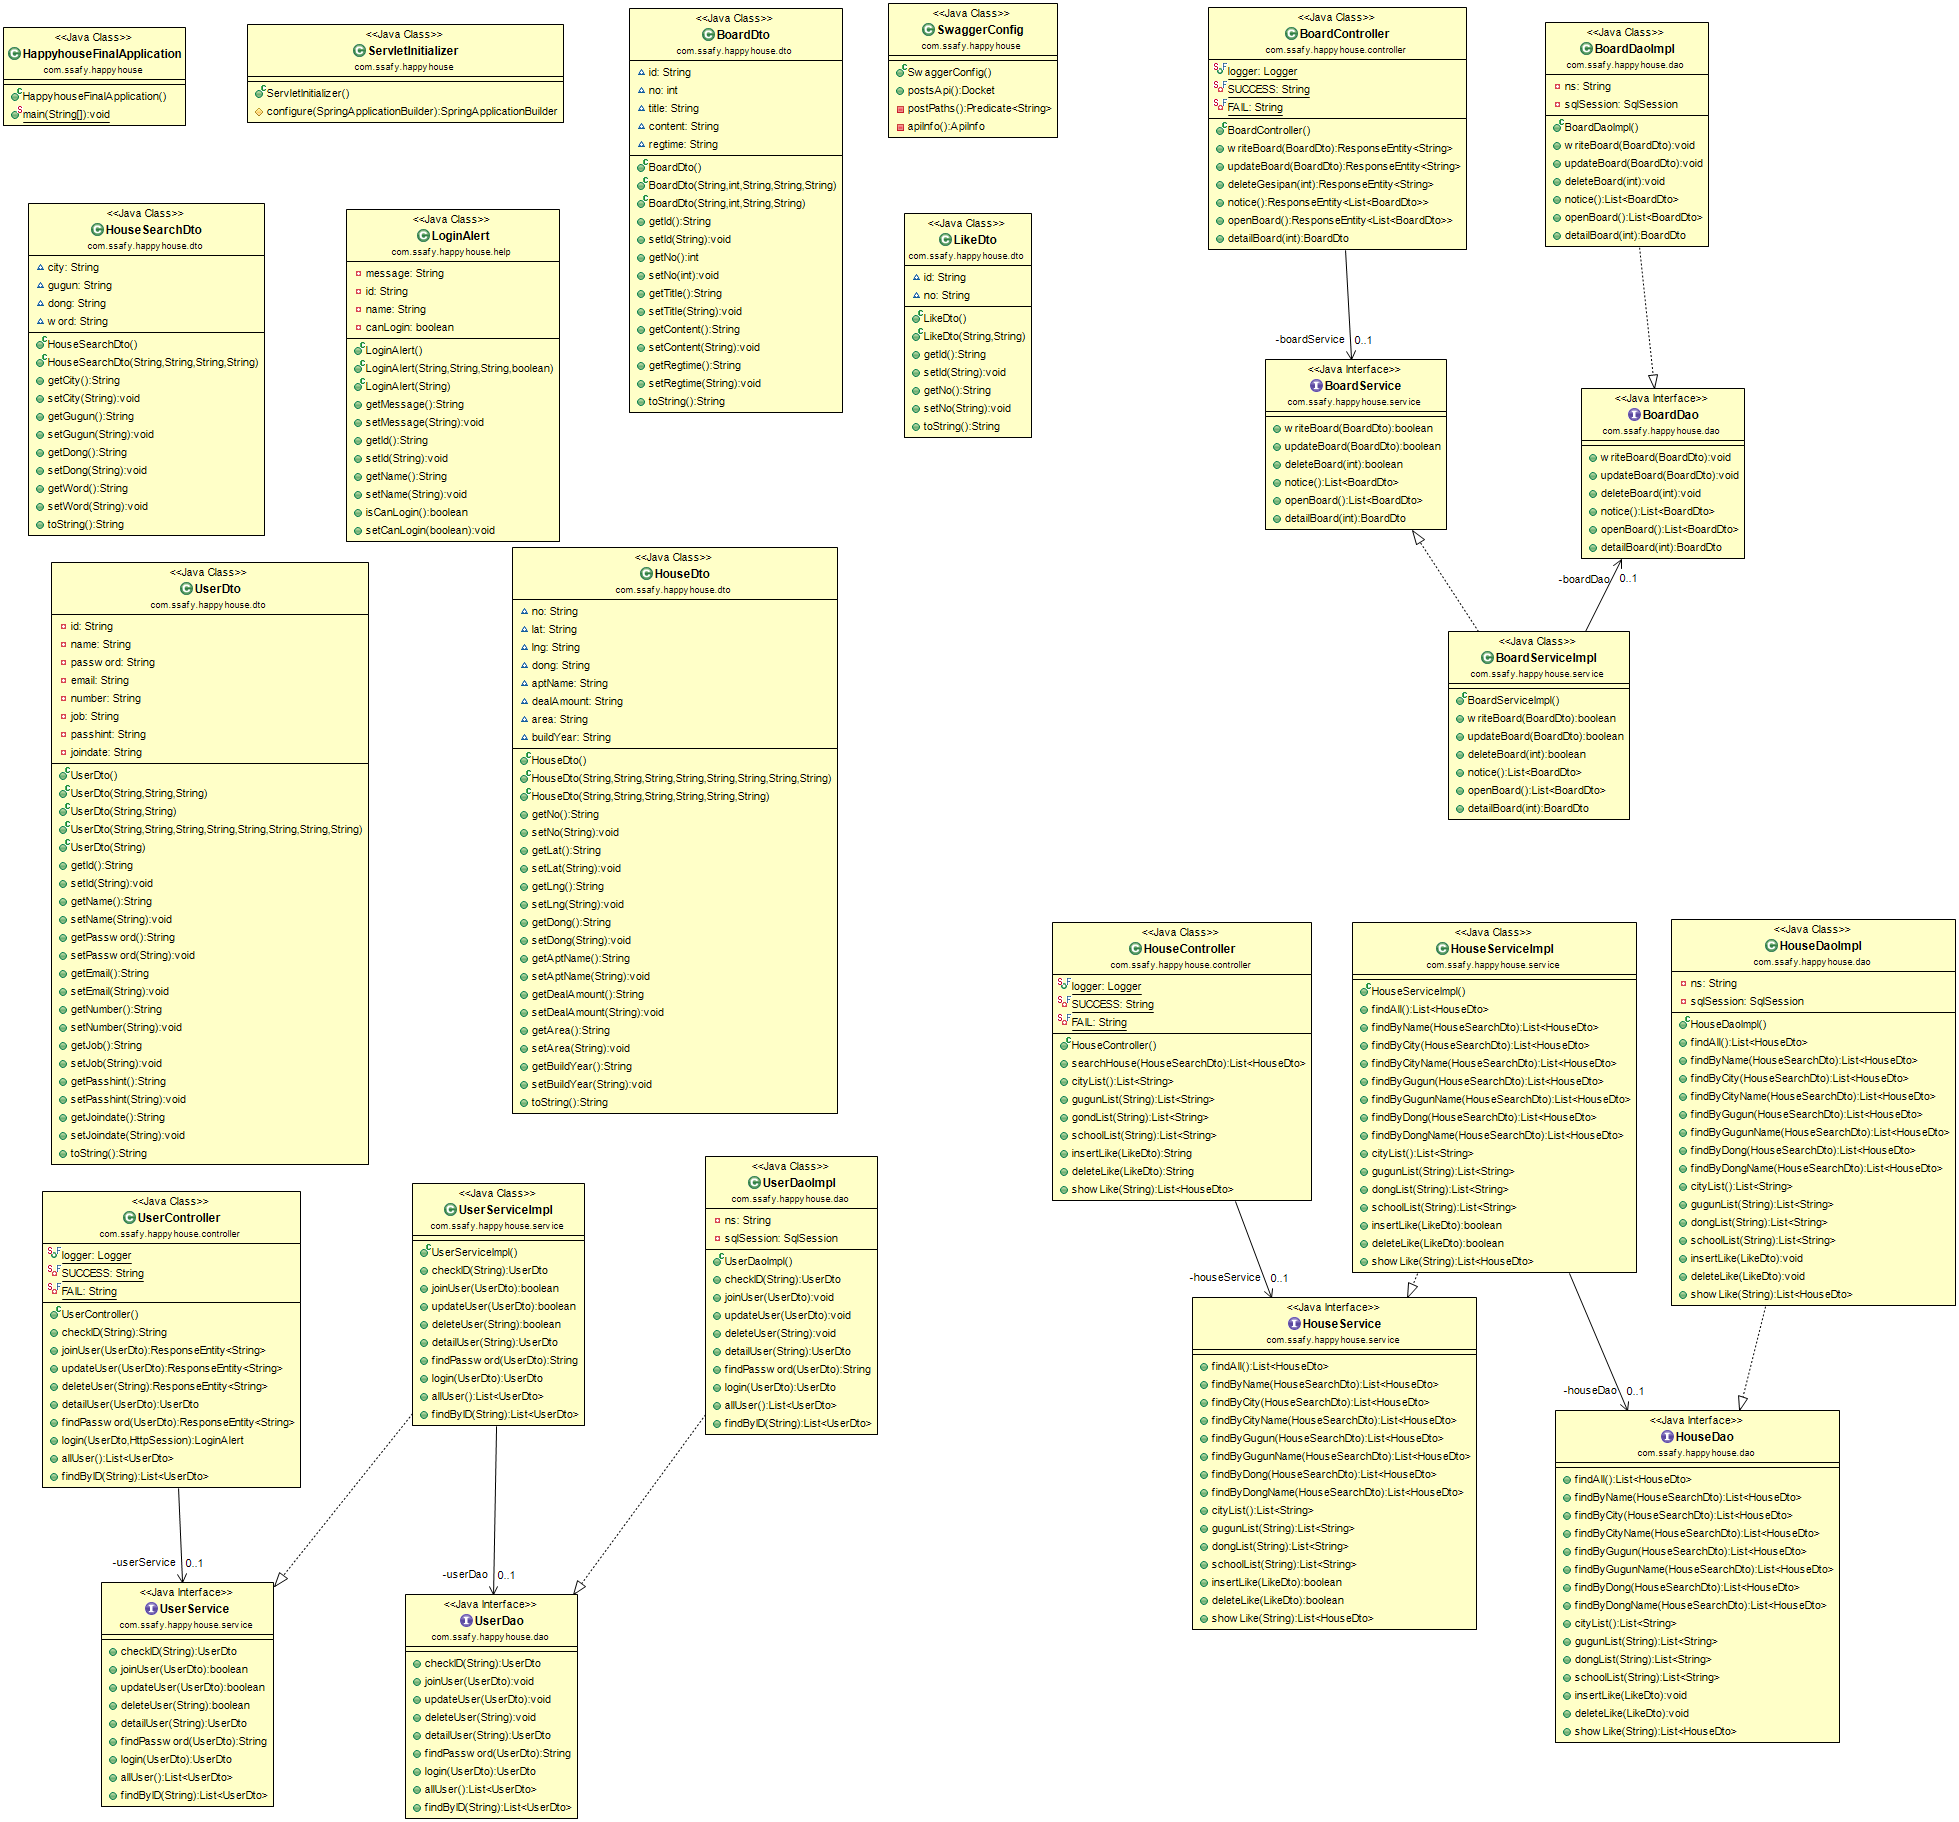 <<Java Class>>
HappyhouseFinalApplication
com.ssafy.happyhouse
HappyhouseFinalApplication()
main(String[]):void
<<Java Class>>
ServletInitializer
com.ssafy.happyhouse
ServletInitializer()
configure(SpringApplicationBuilder):SpringApplicationBuilder
<<Java Class>>
BoardDto
com.ssafy.happyhouse.dto
id: String
no: int
title: String
content: String
regtime: String
BoardDto()
BoardDto(String,int,String,String,String)
BoardDto(String,int,String,String)
getId():String
setId(String):void
getNo():int
setNo(int):void
getTitle():String
setTitle(String):void
getContent():String
setContent(String):void
getRegtime():String
setRegtime(String):void
toString():String
<<Java Class>>
SwaggerConfig
com.ssafy.happyhouse
SwaggerConfig()
postsApi():Docket
postPaths():Predicate<String>
apiInfo():ApiInfo
<<Java Class>>
BoardController
com.ssafy.happyhouse.controller
logger: Logger
SUCCESS: String
FAIL: String
BoardController()
writeBoard(BoardDto):ResponseEntity<String>
updateBoard(BoardDto):ResponseEntity<String>
deleteGesipan(int):ResponseEntity<String>
notice():ResponseEntity<List<BoardDto>>
openBoard():ResponseEntity<List<BoardDto>>
detailBoard(int):BoardDto
<<Java Class>>
BoardDaoImpl
com.ssafy.happyhouse.dao
ns: String
sqlSession: SqlSession
BoardDaoImpl()
writeBoard(BoardDto):void
updateBoard(BoardDto):void
deleteBoard(int):void
notice():List<BoardDto>
openBoard():List<BoardDto>
detailBoard(int):BoardDto
<<Java Class>>
HouseSearchDto
com.ssafy.happyhouse.dto
city: String
gugun: String
dong: String
word: String
HouseSearchDto()
HouseSearchDto(String,String,String,String)
getCity():String
setCity(String):void
getGugun():String
setGugun(String):void
getDong():String
setDong(String):void
getWord():String
setWord(String):void
toString():String
<<Java Class>>
LoginAlert
com.ssafy.happyhouse.help
message: String
id: String
name: String
canLogin: boolean
LoginAlert()
LoginAlert(String,String,String,boolean)
LoginAlert(String)
getMessage():String
setMessage(String):void
getId():String
setId(String):void
getName():String
setName(String):void
isCanLogin():boolean
setCanLogin(boolean):void
<<Java Class>>
LikeDto
com.ssafy.happyhouse.dto
id: String
no: String
LikeDto()
LikeDto(String,String)
getId():String
setId(String):void
getNo():String
setNo(String):void
toString():String
-boardService 0..1
<<Java Interface>>
BoardService
com.ssafy.happyhouse.service
writeBoard(BoardDto):boolean
updateBoard(BoardDto):boolean
deleteBoard(int):boolean
notice():List<BoardDto>
openBoard():List<BoardDto>
detailBoard(int):BoardDto
<<Java Interface>>
BoardDao
com.ssafy.happyhouse.dao
writeBoard(BoardDto):void
updateBoard(BoardDto):void
deleteBoard(int):void
notice():List<BoardDto>
openBoard():List<BoardDto>
detailBoard(int):BoardDto
-boardDao 0..1
<<Java Class>>
BoardServiceImpl
com.ssafy.happyhouse.service
BoardServiceImpl()
writeBoard(BoardDto):boolean
updateBoard(BoardDto):boolean
deleteBoard(int):boolean
notice():List<BoardDto>
openBoard():List<BoardDto>
detailBoard(int):BoardDto
<<Java Class>>
UserDto
com.ssafy.happyhouse.dto
id: String
name: String
password: String
email: String
number: String
job: String
passhint: String
joindate: String
UserDto()
UserDto(String,String,String)
UserDto(String,String)
UserDto(String,String,String,String,String,String,String,String)
UserDto(String)
getId():String
setId(String):void
getName():String
setName(String):void
getPassword():String
setPassword(String):void
getEmail():String
setEmail(String):void
getNumber():String
setNumber(String):void
getJob():String
setJob(String):void
getPasshint():String
setPasshint(String):void
getJoindate():String
setJoindate(String):void
toString():String
<<Java Class>>
HouseDto
com.ssafy.happyhouse.dto
no: String
lat: String
lng: String
dong: String
aptName: String
dealAmount: String
area: String
buildYear: String
HouseDto()
HouseDto(String,String,String,String,String,String,String,String)
HouseDto(String,String,String,String,String,String)
getNo():String
setNo(String):void
getLat():String
setLat(String):void
getLng():String
setLng(String):void
getDong():String
setDong(String):void
getAptName():String
setAptName(String):void
getDealAmount():String
setDealAmount(String):void
getArea():String
setArea(String):void
getBuildYear():String
setBuildYear(String):void
toString():String
<<Java Class>>
HouseController
com.ssafy.happyhouse.controller
logger: Logger
SUCCESS: String
FAIL: String
HouseController()
searchHouse(HouseSearchDto):List<HouseDto>
cityList():List<String>
gugunList(String):List<String>
gondList(String):List<String>
schoolList(String):List<String>
insertLike(LikeDto):String
deleteLike(LikeDto):String
showLike(String):List<HouseDto>
<<Java Class>>
HouseServiceImpl
com.ssafy.happyhouse.service
HouseServiceImpl()
findAll():List<HouseDto>
findByName(HouseSearchDto):List<HouseDto>
findByCity(HouseSearchDto):List<HouseDto>
findByCityName(HouseSearchDto):List<HouseDto>
findByGugun(HouseSearchDto):List<HouseDto>
findByGugunName(HouseSearchDto):List<HouseDto>
findByDong(HouseSearchDto):List<HouseDto>
findByDongName(HouseSearchDto):List<HouseDto>
cityList():List<String>
gugunList(String):List<String>
dongList(String):List<String>
schoolList(String):List<String>
insertLike(LikeDto):boolean
deleteLike(LikeDto):boolean
showLike(String):List<HouseDto>
<<Java Class>>
HouseDaoImpl
com.ssafy.happyhouse.dao
ns: String
sqlSession: SqlSession
HouseDaoImpl()
findAll():List<HouseDto>
findByName(HouseSearchDto):List<HouseDto>
findByCity(HouseSearchDto):List<HouseDto>
findByCityName(HouseSearchDto):List<HouseDto>
findByGugun(HouseSearchDto):List<HouseDto>
findByGugunName(HouseSearchDto):List<HouseDto>
findByDong(HouseSearchDto):List<HouseDto>
findByDongName(HouseSearchDto):List<HouseDto>
cityList():List<String>
gugunList(String):List<String>
dongList(String):List<String>
schoolList(String):List<String>
insertLike(LikeDto):void
deleteLike(LikeDto):void
showLike(String):List<HouseDto>
<<Java Class>>
UserController
com.ssafy.happyhouse.controller
logger: Logger
SUCCESS: String
FAIL: String
UserController()
checkID(String):String
joinUser(UserDto):ResponseEntity<String>
updateUser(UserDto):ResponseEntity<String>
deleteUser(String):ResponseEntity<String>
detailUser(UserDto):UserDto
findPassword(UserDto):ResponseEntity<String>
login(UserDto,HttpSession):LoginAlert
allUser():List<UserDto>
findByID(String):List<UserDto>
<<Java Class>>
UserServiceImpl
com.ssafy.happyhouse.service
UserServiceImpl()
checkID(String):UserDto
joinUser(UserDto):boolean
updateUser(UserDto):boolean
deleteUser(String):boolean
detailUser(String):UserDto
findPassword(UserDto):String
login(UserDto):UserDto
allUser():List<UserDto>
findByID(String):List<UserDto>
<<Java Class>>
UserDaoImpl
com.ssafy.happyhouse.dao
ns: String
sqlSession: SqlSession
UserDaoImpl()
checkID(String):UserDto
joinUser(UserDto):void
updateUser(UserDto):void
deleteUser(String):void
detailUser(String):UserDto
findPassword(UserDto):String
login(UserDto):UserDto
allUser():List<UserDto>
findByID(String):List<UserDto>
-houseService 0..1
<<Java Interface>>
HouseService
com.ssafy.happyhouse.service
findAll():List<HouseDto>
findByName(HouseSearchDto):List<HouseDto>
findByCity(HouseSearchDto):List<HouseDto>
findByCityName(HouseSearchDto):List<HouseDto>
findByGugun(HouseSearchDto):List<HouseDto>
findByGugunName(HouseSearchDto):List<HouseDto>
findByDong(HouseSearchDto):List<HouseDto>
findByDongName(HouseSearchDto):List<HouseDto>
cityList():List<String>
gugunList(String):List<String>
dongList(String):List<String>
schoolList(String):List<String>
insertLike(LikeDto):boolean
deleteLike(LikeDto):boolean
showLike(String):List<HouseDto>
-houseDao 0..1
<<Java Interface>>
HouseDao
com.ssafy.happyhouse.dao
findAll():List<HouseDto>
findByName(HouseSearchDto):List<HouseDto>
findByCity(HouseSearchDto):List<HouseDto>
findByCityName(HouseSearchDto):List<HouseDto>
findByGugun(HouseSearchDto):List<HouseDto>
findByGugunName(HouseSearchDto):List<HouseDto>
findByDong(HouseSearchDto):List<HouseDto>
findByDongName(HouseSearchDto):List<HouseDto>
cityList():List<String>
gugunList(String):List<String>
dongList(String):List<String>
schoolList(String):List<String>
insertLike(LikeDto):void
deleteLike(LikeDto):void
showLike(String):List<HouseDto>
-userService 0..1
<<Java Interface>>
UserService
com.ssafy.happyhouse.service
checkID(String):UserDto
joinUser(UserDto):boolean
updateUser(UserDto):boolean
deleteUser(String):boolean
detailUser(String):UserDto
findPassword(UserDto):String
login(UserDto):UserDto
allUser():List<UserDto>
findByID(String):List<UserDto>
-userDao 0..1
<<Java Interface>>
UserDao
com.ssafy.happyhouse.dao
checkID(String):UserDto
joinUser(UserDto):void
updateUser(UserDto):void
deleteUser(String):void
detailUser(String):UserDto
findPassword(UserDto):String
login(UserDto):UserDto
allUser():List<UserDto>
findByID(String):List<UserDto>